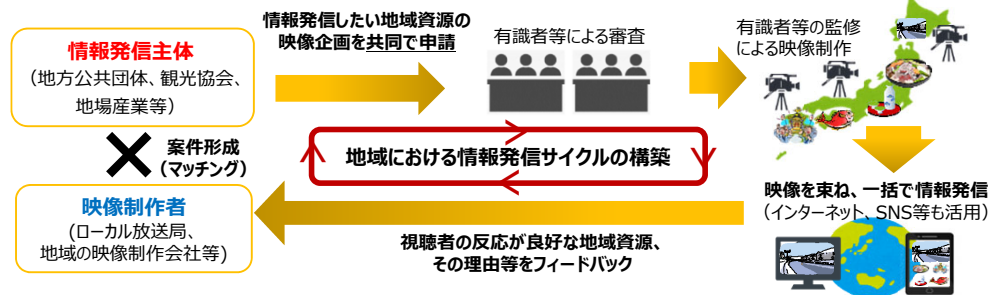 情報発信主体
（地方公共団体、観光協会、
地場産業等）
案件形成
（マッチング）
映像制作者
(ローカル放送局、
地域の映像制作会社等）
情報発信したい地域資源の
映像企画を共同で申請
有識者等による審査
有識者等の監修
による映像制作
地域における情報発信サイクルの構築
映像を束ね、一括で情報発信
（インターネット、SNS等も活用）
視聴者の反応が良好な地域資源、
その理由等をフィードバック